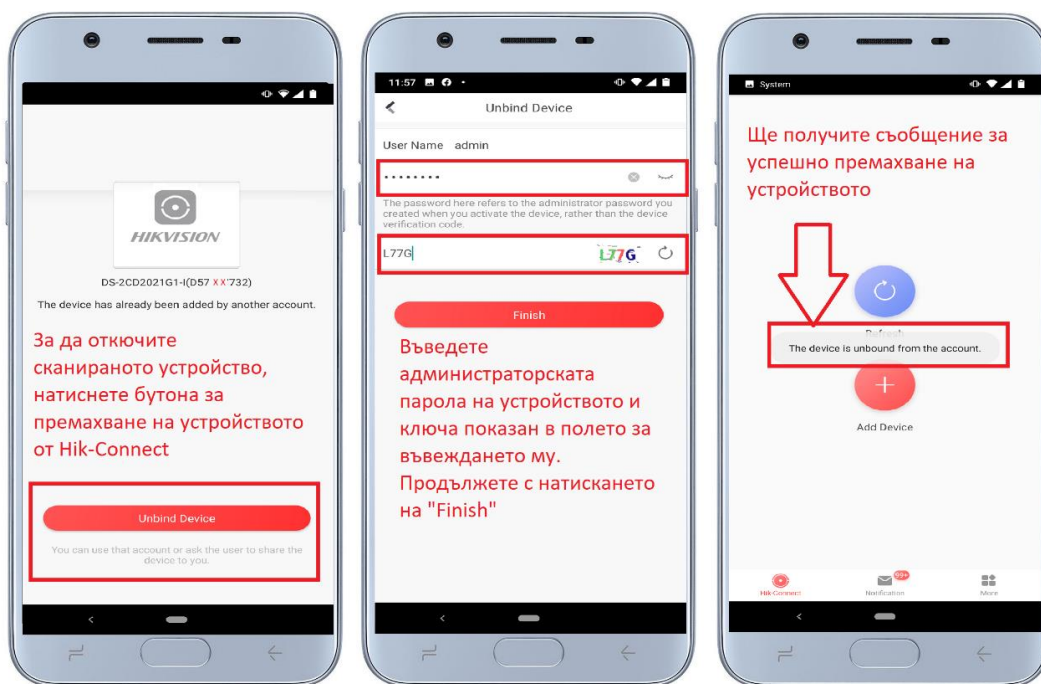 HIKVISION
DS-2CD2021G1-I(D57 XX'732)
The device has already been added by another account.
За да откючите
сканираното устройство,
натиснете бутона за
премахване на устройството
от Hik-Connect
Unbind Device
You can use that account or ask the user to share the
device to you.
11:57
Unbind Device
User Name admin
The password here refers to the administrator password you
created when you activate the device, rather than the device
verification code.
L77G
L77G
Finish
Въведете
администраторската
парола на устройството и
ключа показан в полето за
въвеждането му.
Продължете с натискането
на "Finish"
System
Ще получите съобщение за
успешно премахване на
устройството
Refresh
The device is unbound from the account.
Add Device
99+
Hik-Connect Notification More